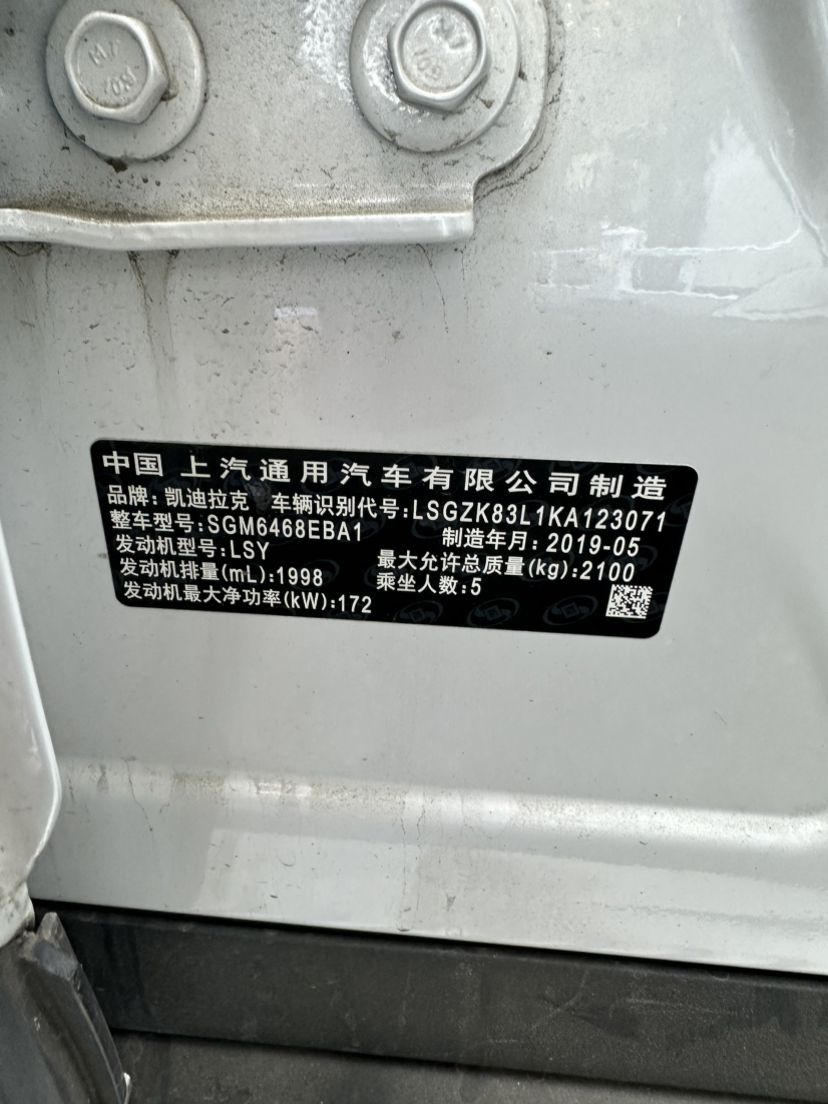 中国 上汽通用汽车有限公司制造
品牌: 凯迪拉克 车辆识别代号:LSGZK83L1KA123071
整车型号:SGM6468EBA1 制造年月: 2019-05
发动机型号:LSY 最大允许总质量(kg):2100
发动机排量(mL):1998 乘坐人数:5
发动机最大净功率(kW):172